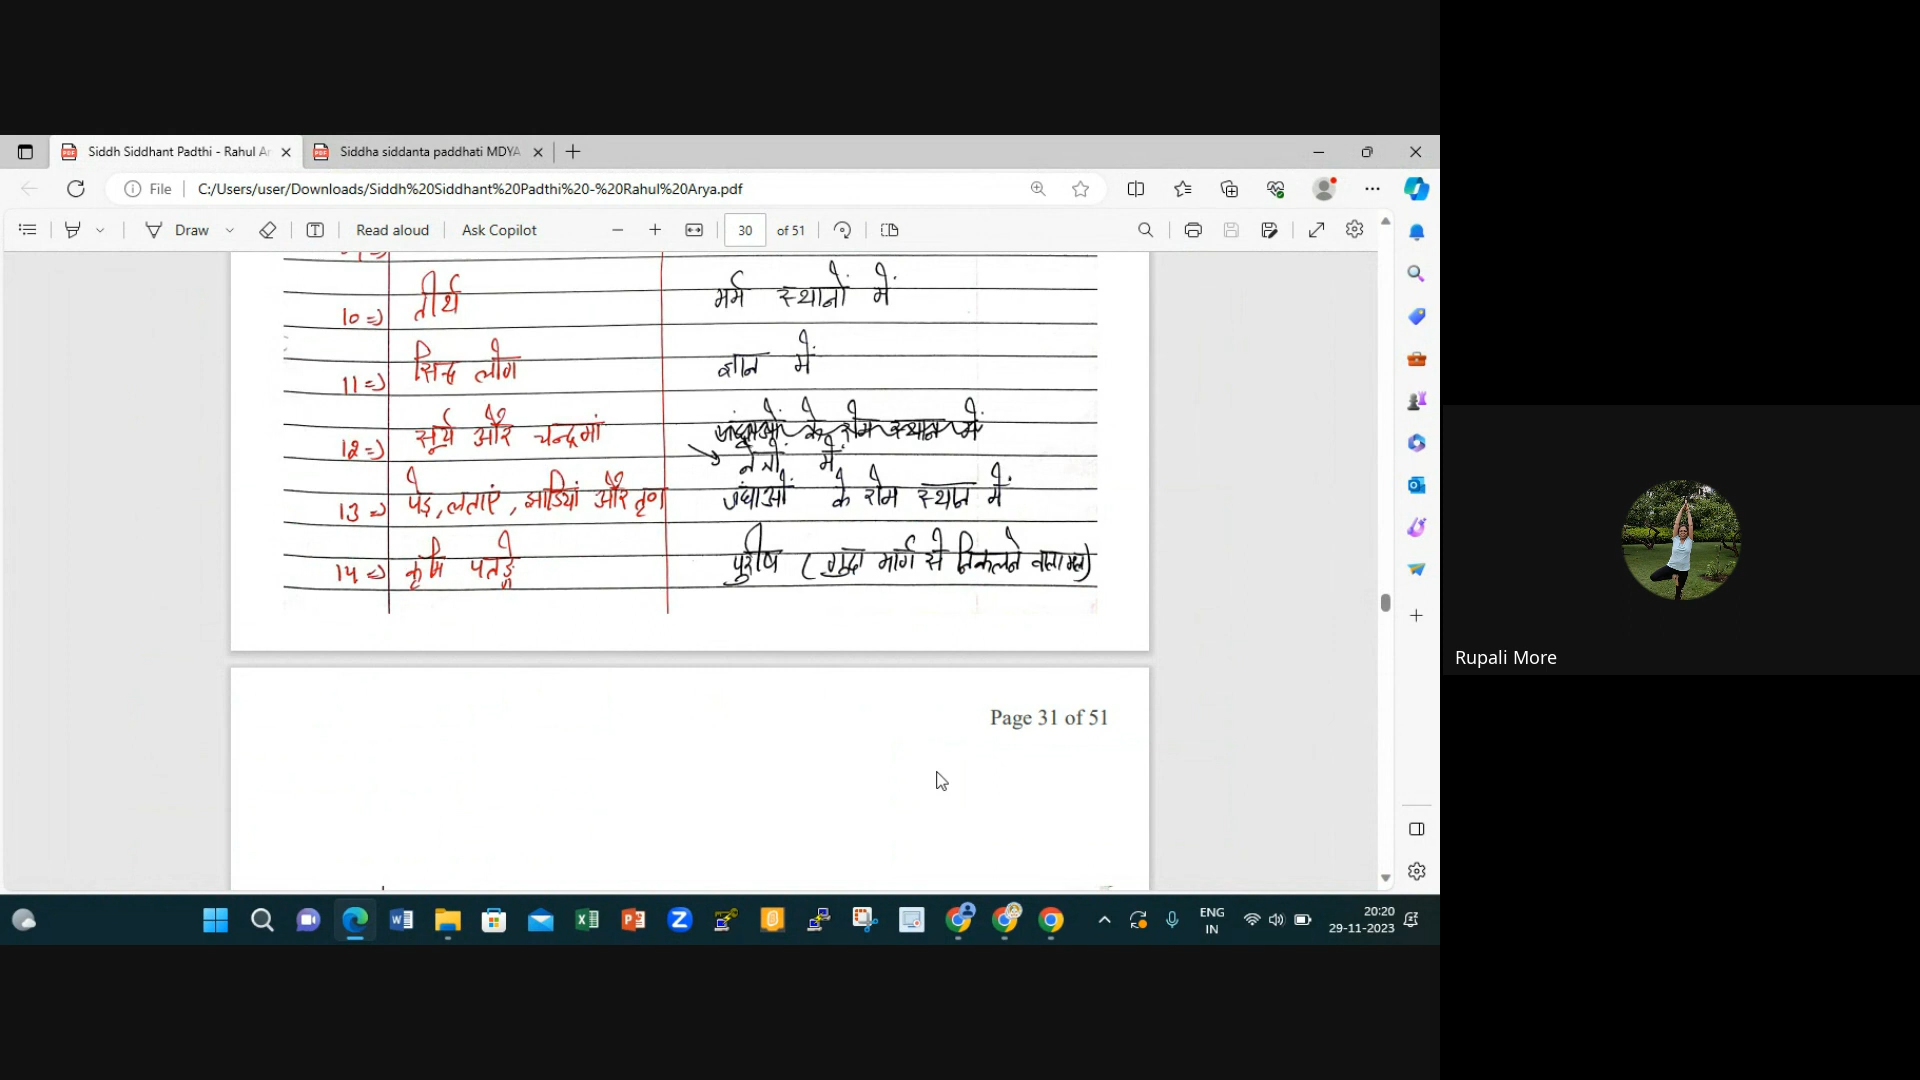 Siddh Siddhant Padthi - Rahul Ar
Siddha siddanta paddhati MDYA
File
C:/Users/user/Downloads/Siddh%20Siddhant%20Padthi%20-%20Rahul%20Arya.pdf
Draw
Read aloud
Ask Copilot
30 of 51
10 => तीर्थ मर्म स्थानों में
11 => सिद्ध लोग ज्ञान में
12 => सूर्य और चन्द्रमां जंघाओं के रोम स्थान में
नेत्रों में
13 => पेड़, लताएं, झाडियां और तृण जंघाओं के रोम स्थान में
14 => कृमि पतङ्गे पुरीष (गुदा मार्ग से निकलने वाला मल)
Page 31 of 51
Rupali More
ENG
IN
20:20
29-11-2023